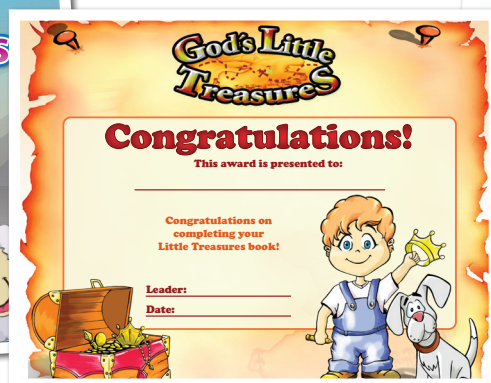 God's Little
Treasures
Congratulations!
This award is presented to:
Congratulations on
completing your
Little Treasures book!
Leader:
Date: